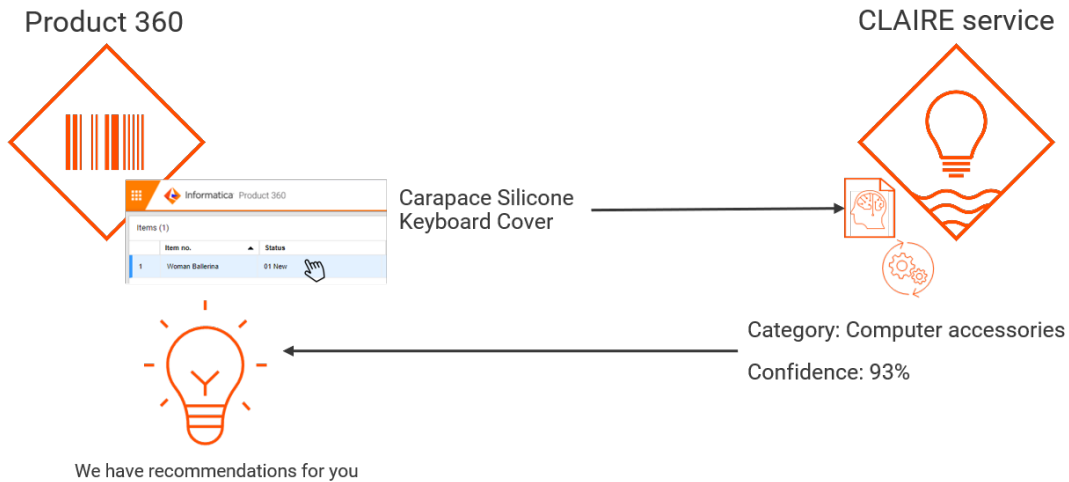 Product 360
CLAIRE service
Informatica Product 360
Items (1)
Item no.
Status
1
Woman Ballerina
01 New
Carapace Silicone
Keyboard Cover
Category: Computer accessories
Confidence: 93%
We have recommendations for you